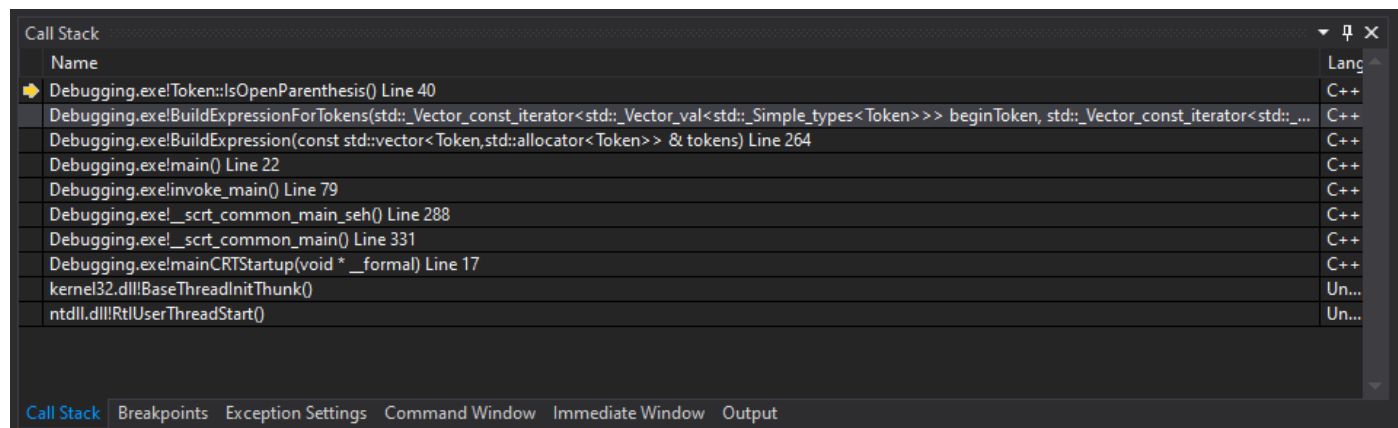 Call Stack
Name Lang
Debugging.exe!Token::IsOpenParenthesis() Line 40 C++
Debugging.exe!BuildExpressionForTokens(std::_Vector_const_iterator<std::_Vector_val<std::_Simple_types<Token>>> beginToken, std::_Vector_const_iterator<std::_... C++
Debugging.exe!BuildExpression(const std::vector<Token,std::allocator<Token>> & tokens) Line 264 C++
Debugging.exe!main() Line 22 C++
Debugging.exe!invoke_main() Line 79 C++
Debugging.exe!__scrt_common_main_seh() Line 288 C++
Debugging.exe!__scrt_common_main() Line 331 C++
Debugging.exe!mainCRTStartup(void * __formal) Line 17 C++
kernel32.dll!BaseThreadInitThunk() Un...
ntdll.dll!RtlUserThreadStart() Un...
Call Stack Breakpoints Exception Settings Command Window Immediate Window Output